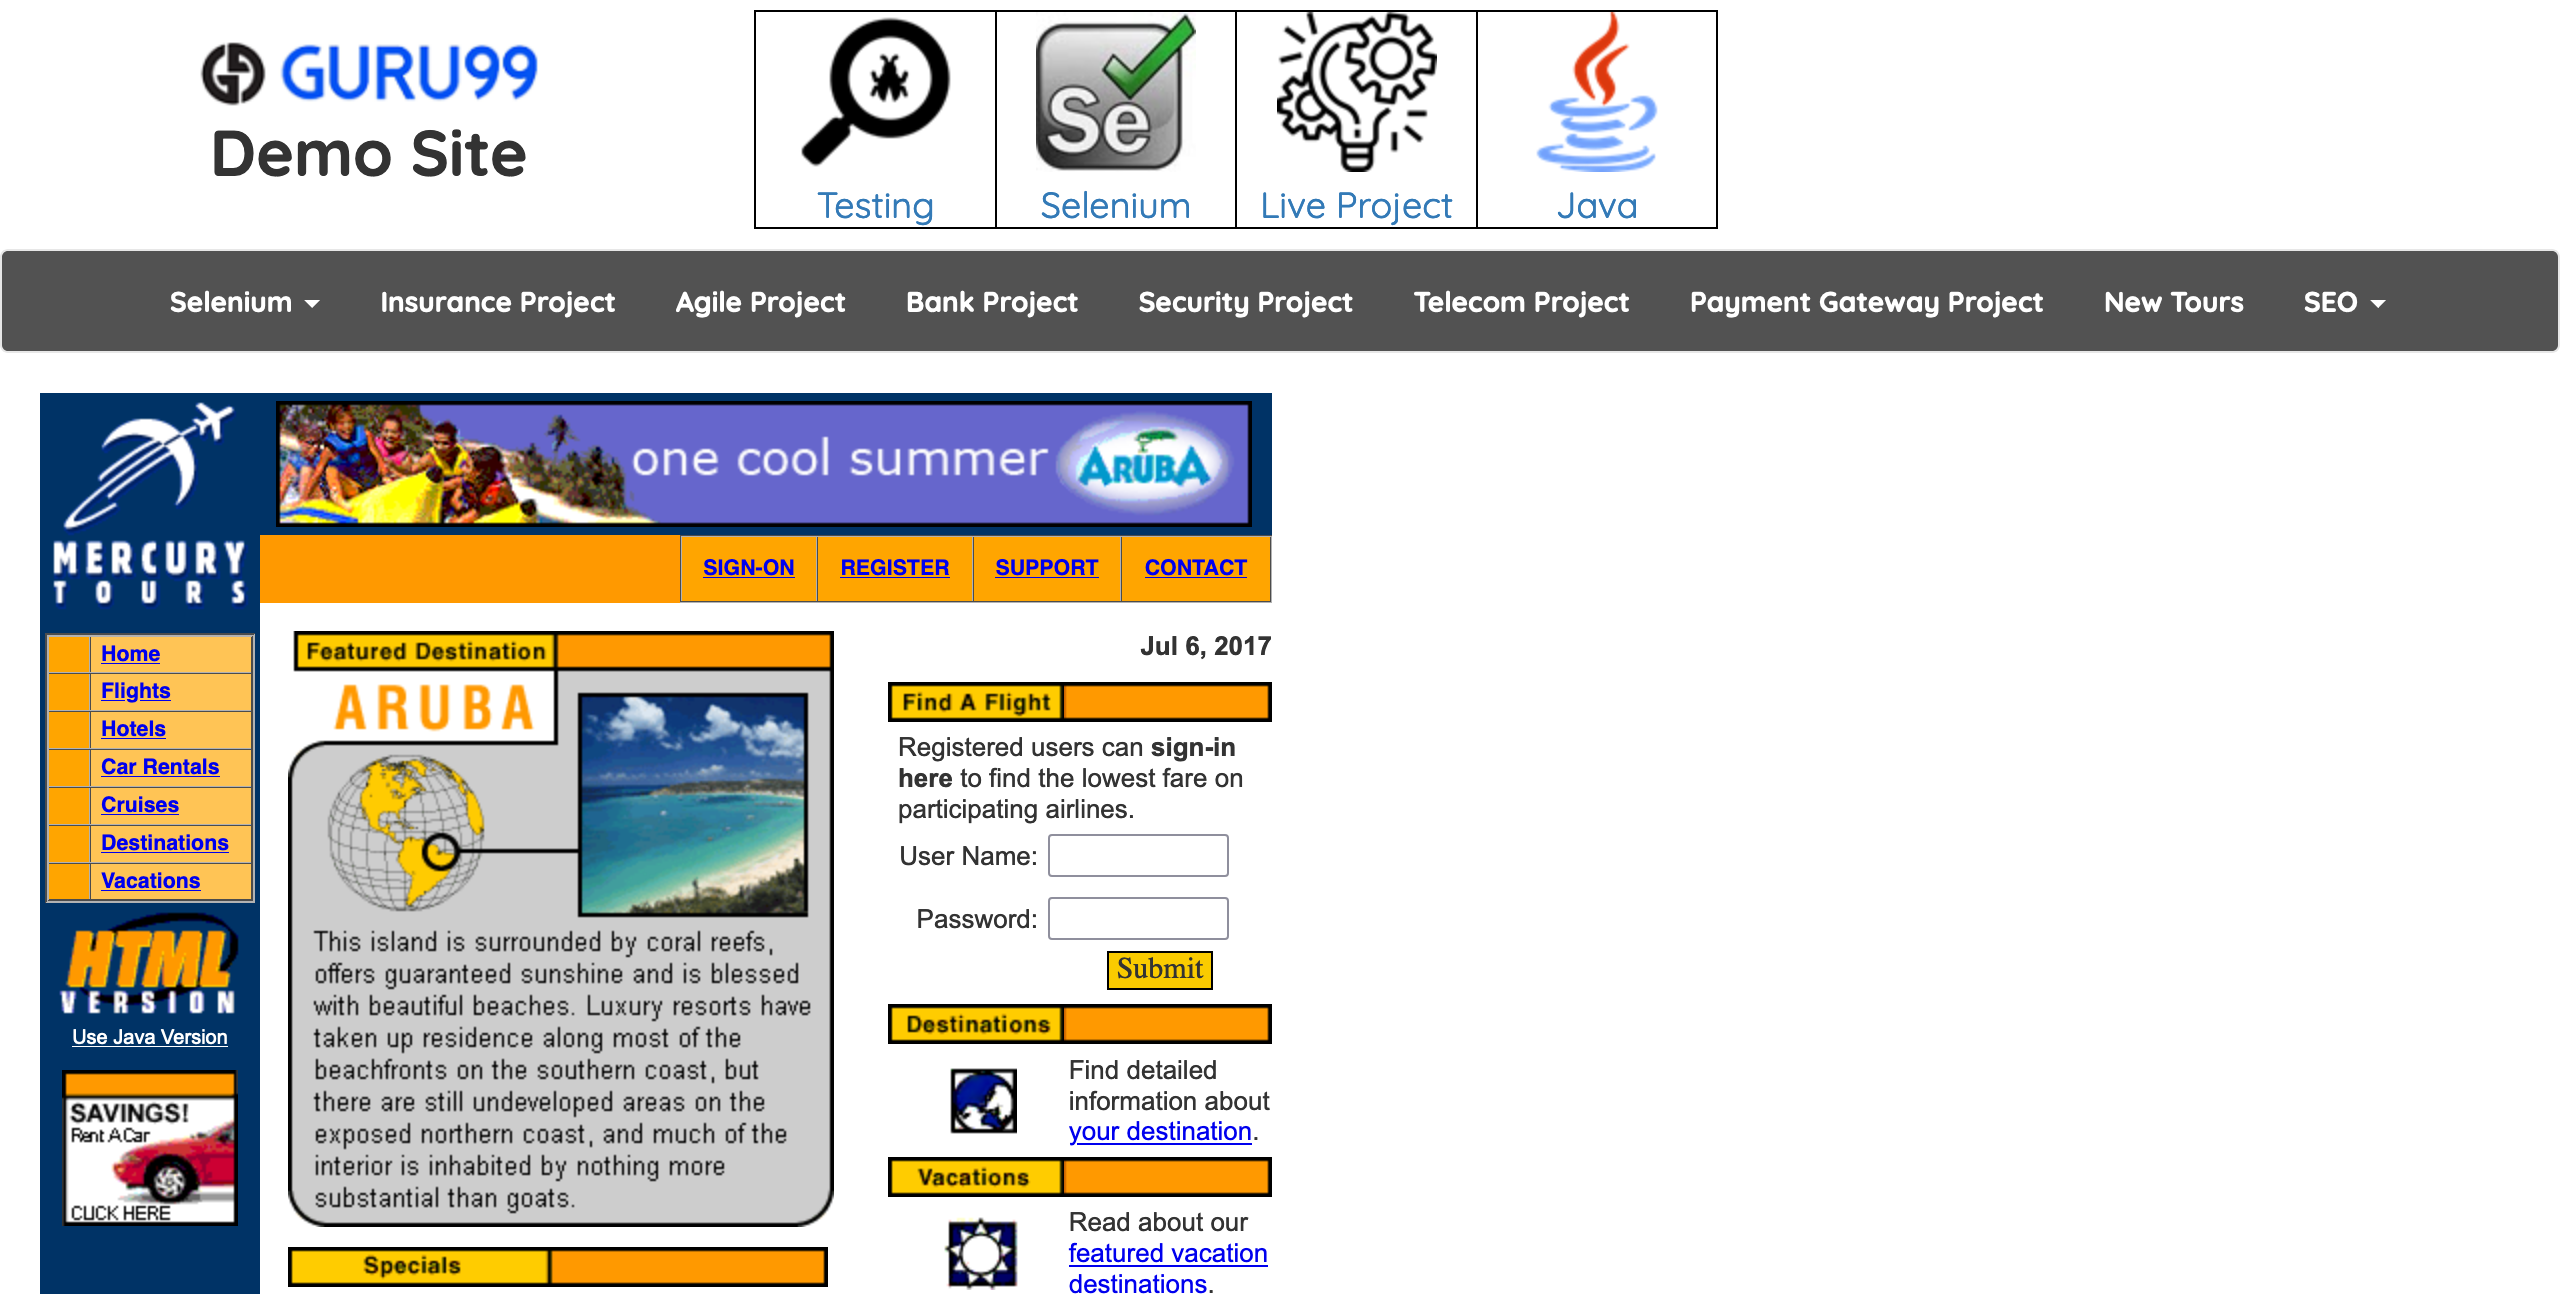 GURU99
Demo Site
Testing
Selenium
Live Project
Java
Selenium
Insurance Project
Agile Project
Bank Project
Security Project
Telecom Project
Payment Gateway Project
New Tours
SEO
MERCURY
TOURS
one cool summer
ARUBA
SIGN-ON
REGISTER
SUPPORT
CONTACT
Home
Flights
Hotels
Car Rentals
Cruises
Destinations
Vacations
HTML
VERSION
Use Java Version
SAVINGS!
Rent A Car
CLICK HERE
Featured Destination
ARUBA
This island is surrounded by coral reefs,
offers guaranteed sunshine and is blessed
with beautiful beaches. Luxury resorts have
taken up residence along most of the
beachfronts on the southern coast, but
there are still undeveloped areas on the
exposed northern coast, and much of the
interior is inhabited by nothing more
substantial than goats.
Specials
Jul 6, 2017
Find A Flight
Registered users can sign-in
here to find the lowest fare on
participating airlines.
User Name:
Password:
Submit
Destinations
Find detailed
information about
your destination.
Vacations
Read about our
featured vacation
destinations.
Se